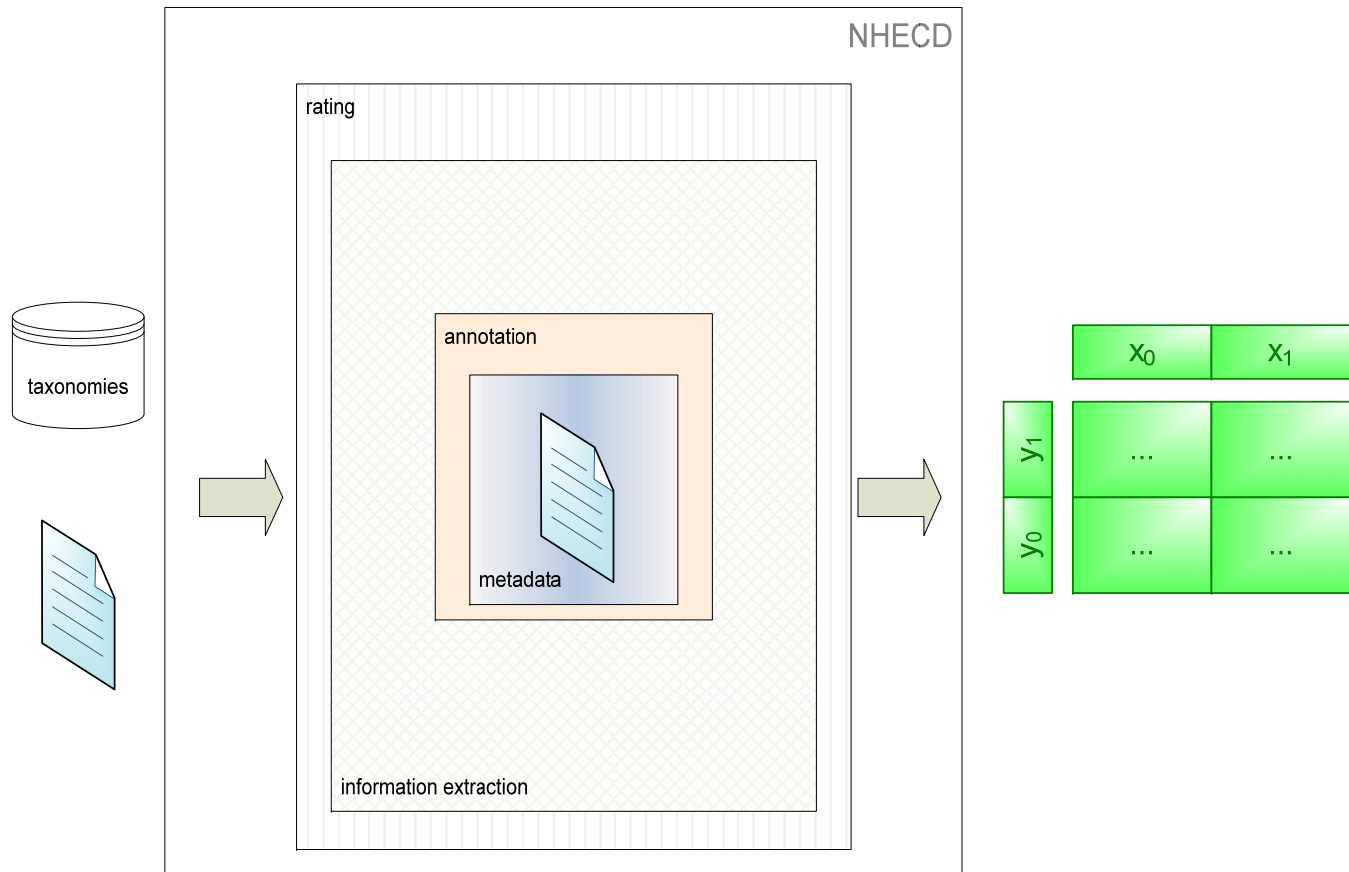 NHECD
rating
annotation
taxonomies
metadata
information extraction
x₀ x₁
y₁
... ...
y₀
... ...